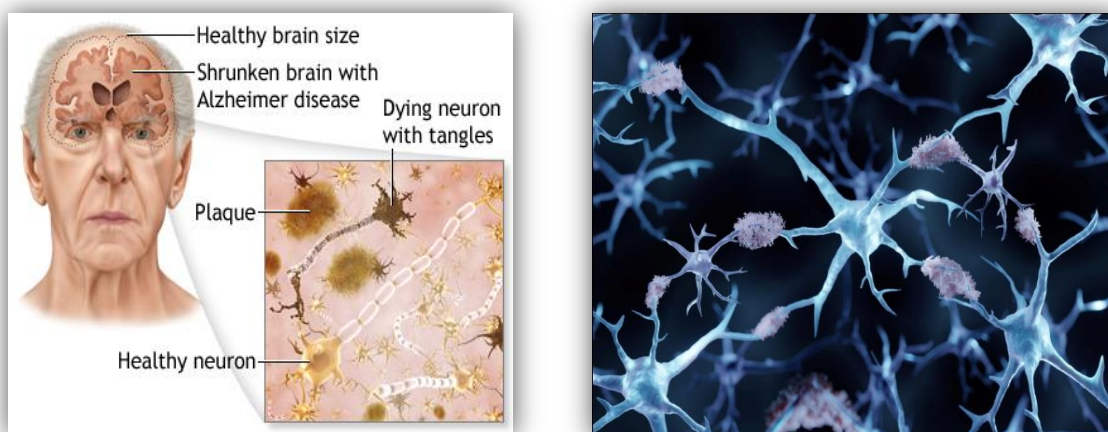 Healthy brain size
Shrunken brain with
Alzheimer disease
Dying neuron
with tangles
Plaque
Healthy neuron